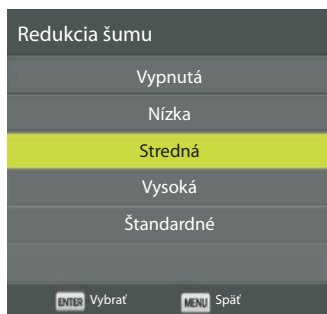 Redukcia šumu
Vypnutá
Nízka
Stredná
Vysoká
Štandardné
ENTER Vybrať MENU Späť